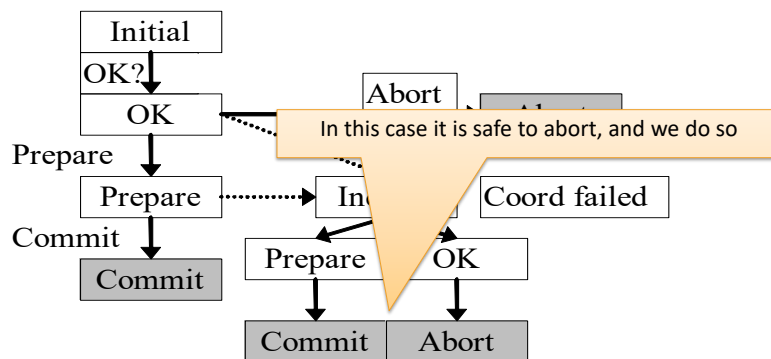 Initial
OK?
Abort
OK
In this case it is safe to abort, and we do so
Prepare
Prepare
Coord failed
Commit
Prepare
OK
Commit
Commit
Abort